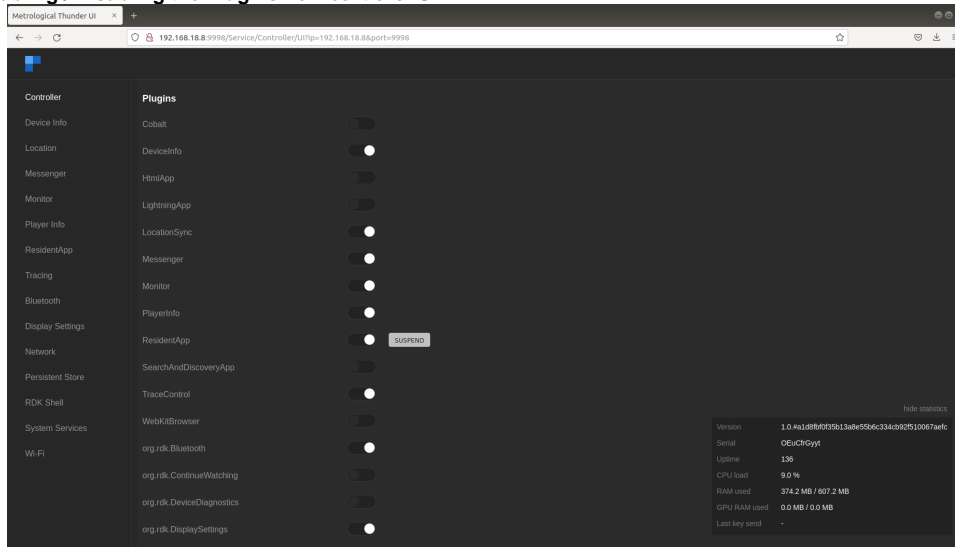 Metrological Thunder UI
192.168.18.8:9998/Service/Controller/UI?ip=192.168.18.8&port=9998
Controller
Device Info
Location
Messenger
Monitor
Player Info
ResidentApp
Tracing
Bluetooth
Display Settings
Network
Persistent Store
RDK Shell
System Services
Wi-Fi
Plugins
Cobalt
DeviceInfo
HtmlApp
LightningApp
LocationSync
Messenger
Monitor
PlayerInfo
ResidentApp SUSPEND
SearchAndDiscoveryApp
TraceControl
WebKitBrowser
org.rdk.Bluetooth
org.rdk.ContinueWatching
org.rdk.DeviceDiagnostics
org.rdk.DisplaySettings
hide statistics
Version 1.0.#a1d8fbf0f35b13a8e55b6c334cb92f510067aefc
Serial OEuCfrGyyt
Uptime 136
CPU load 9.0 %
RAM used 374.2 MB / 607.2 MB
GPU RAM used 0.0 MB / 0.0 MB
Last key send -